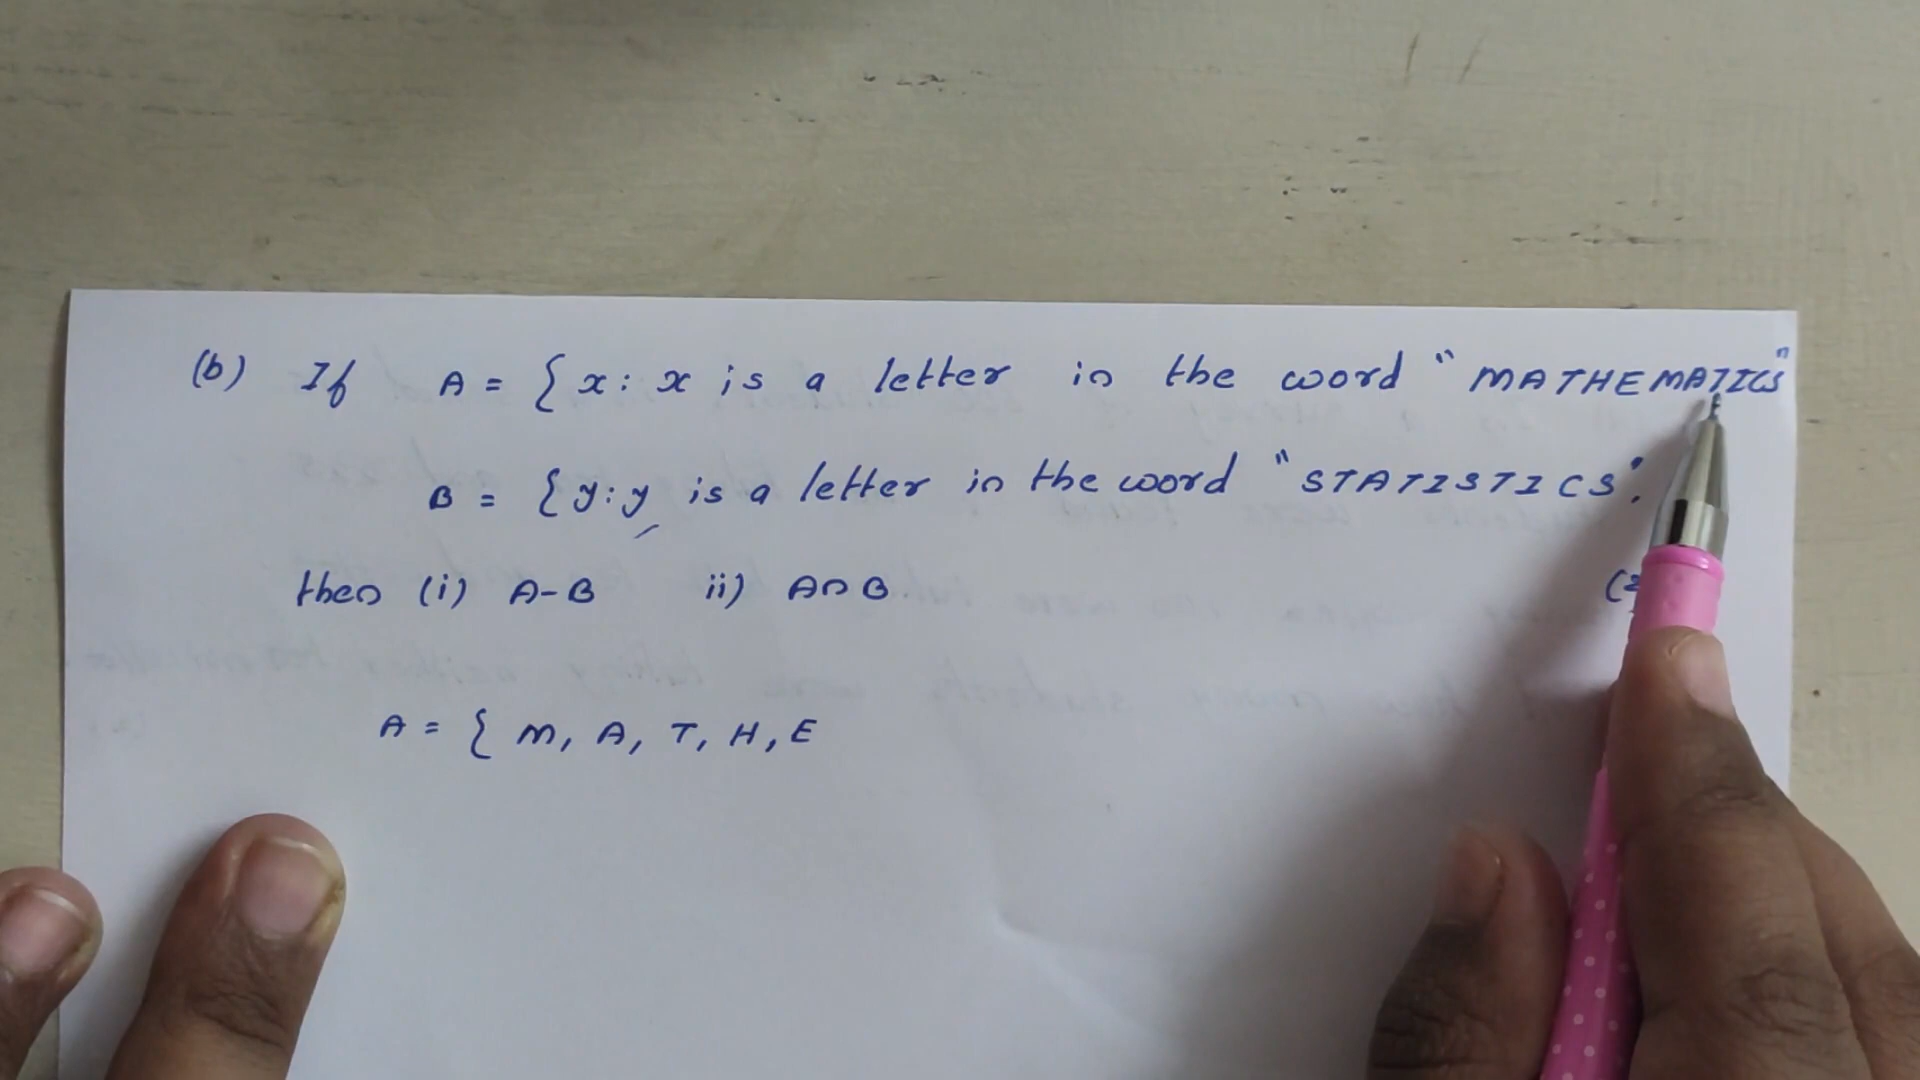 (b) If A = { x : x is a letter in the word "MATHEMATICS"
B = { y : y is a letter in the word "STATISTICS".
then (i) A-B ii) A∩B
A = { M, A, T, H, E